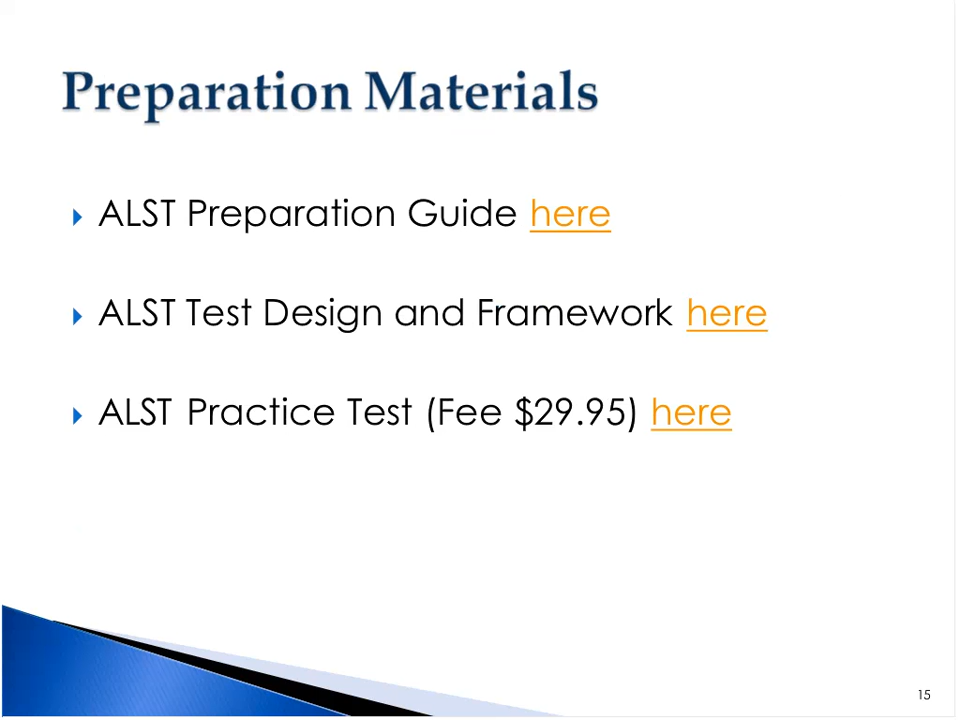 Preparation Materials
ALST Preparation Guide here
ALST Test Design and Framework here
ALST Practice Test (Fee $29.95) here
15